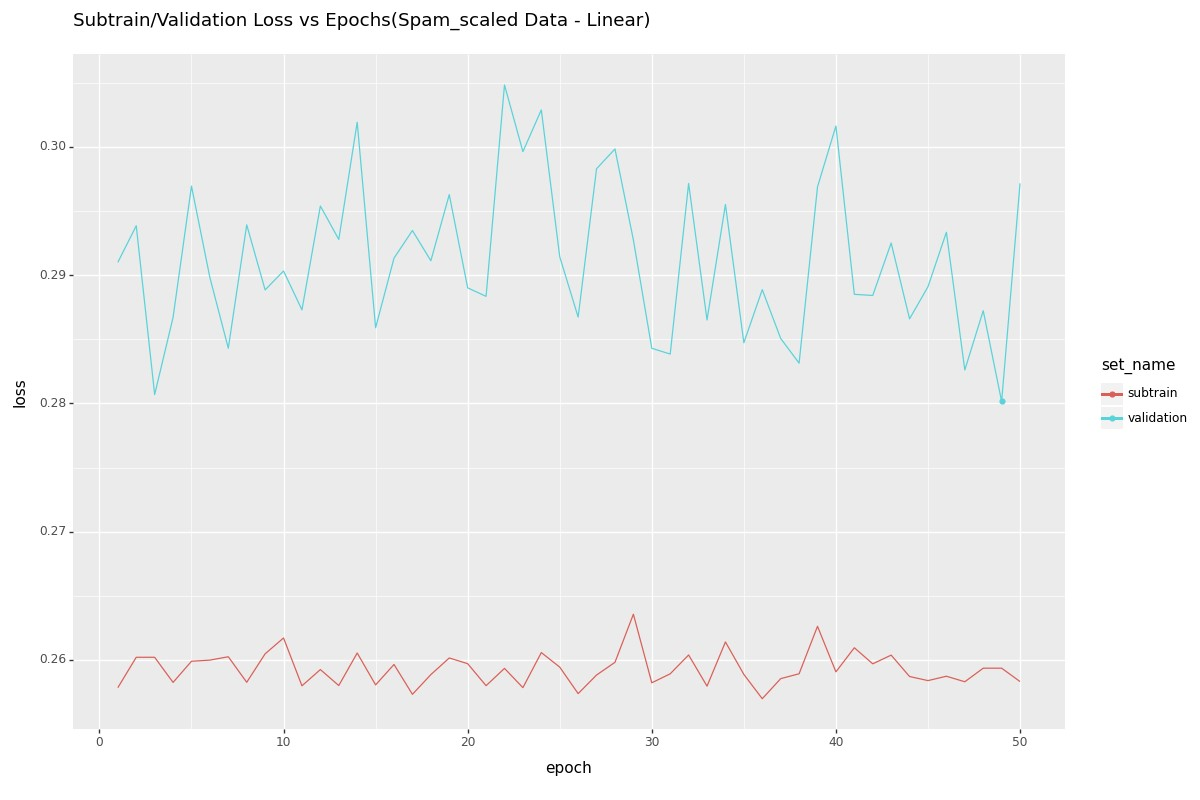 Subtrain/Validation Loss vs Epochs(Spam_scaled Data - Linear)
0.30
0.29
0.28
0.27
0.26
loss
0
10
20
30
40
50
epoch
set_name
subtrain
validation